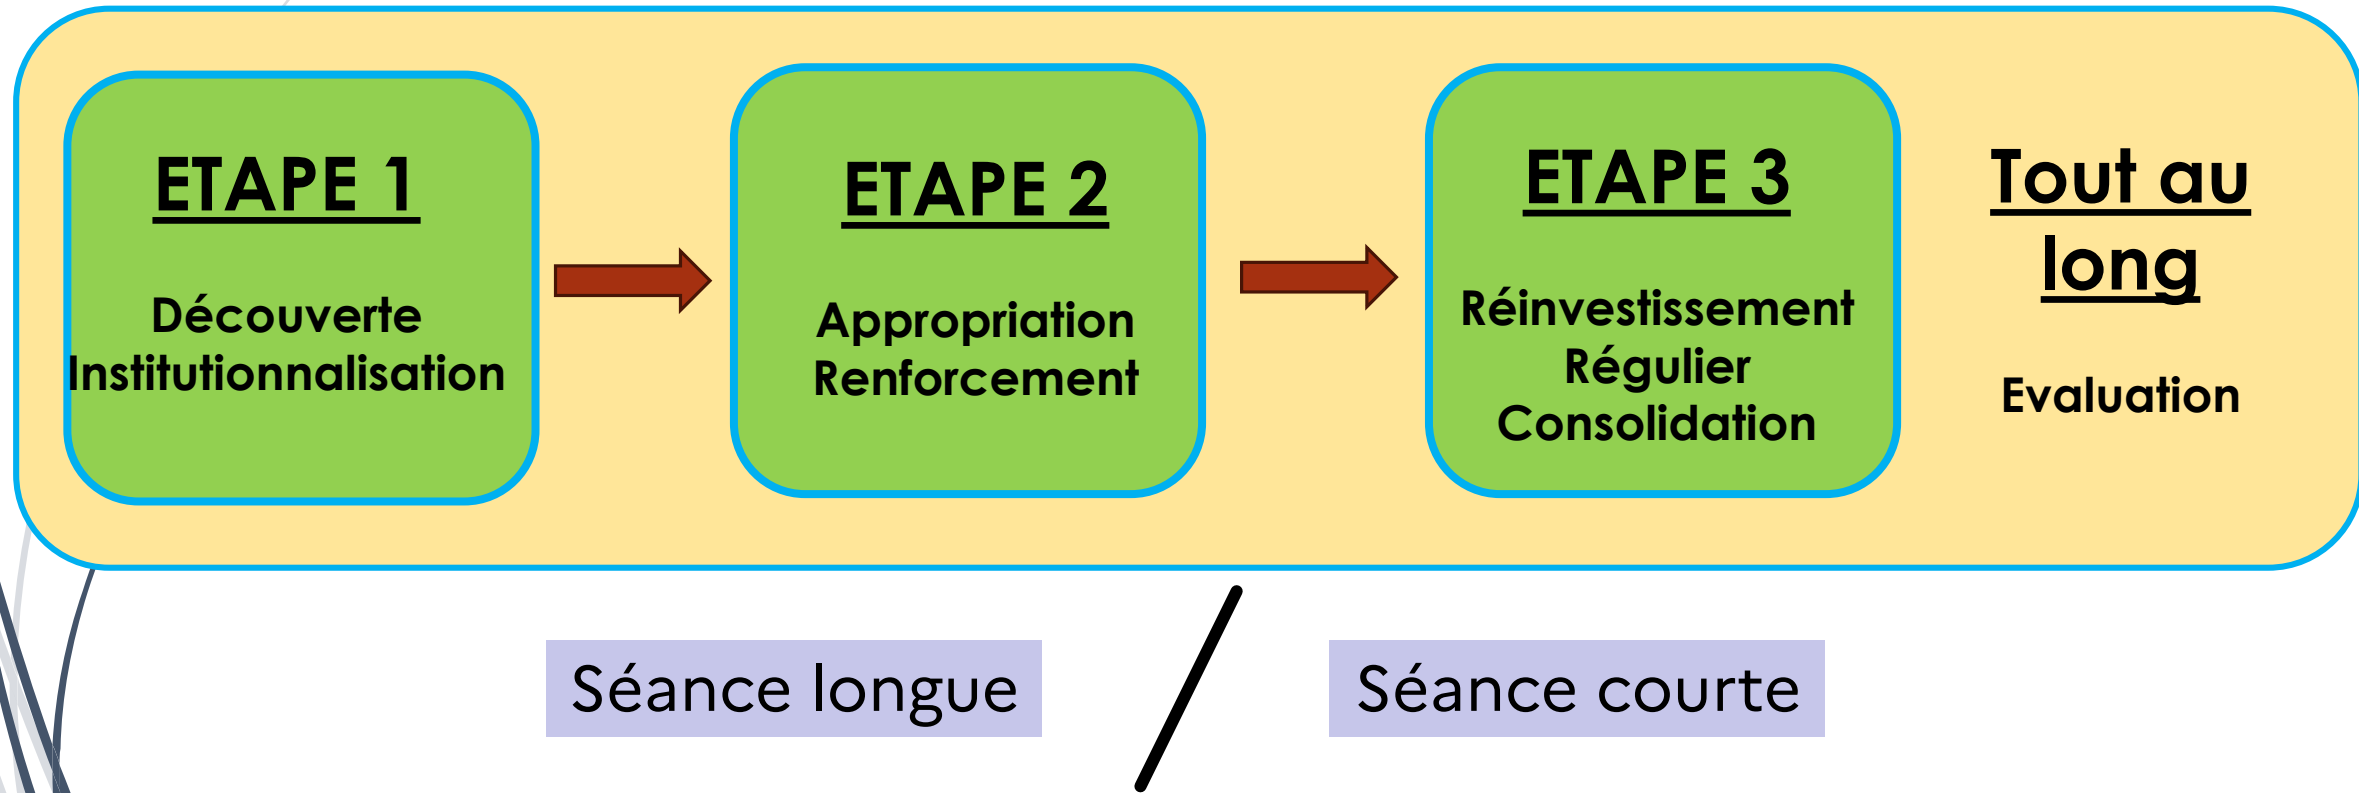 ETAPE 1
Découverte
Institutionnalisation
ETAPE 2
Appropriation
Renforcement
ETAPE 3
Réinvestissement
Régulier
Consolidation
Tout au
long
Evaluation
Séance longue
/
Séance courte